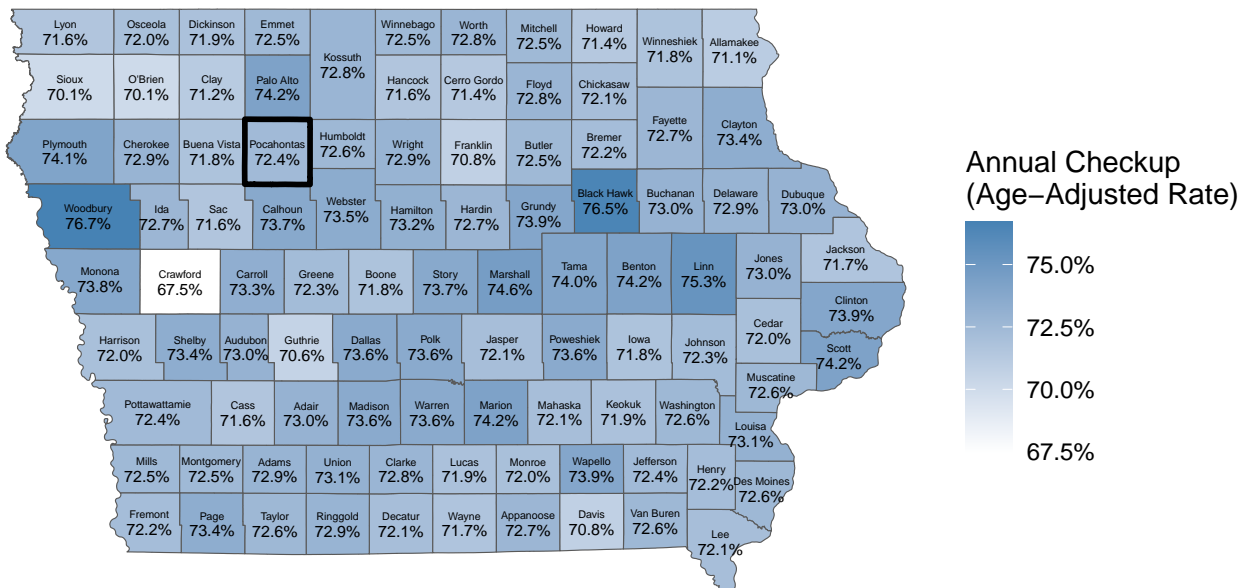 Lyon
71.6%
Osceola
72.0%
Dickinson
71.9%
Emmet
72.5%
Kossuth
72.8%
Winnebago
72.5%
Worth
72.8%
Mitchell
72.5%
Howard
71.4%
Winneshiek
71.8%
Allamakee
71.1%
Sioux
70.1%
O'Brien
70.1%
Clay
71.2%
Palo Alto
74.2%
Hancock
71.6%
Cerro Gordo
71.4%
Floyd
72.8%
Chickasaw
72.1%
Fayette
72.7%
Clayton
73.4%
Plymouth
74.1%
Cherokee
72.9%
Buena Vista
71.8%
Pocahontas
72.4%
Humboldt
72.6%
Wright
72.9%
Franklin
70.8%
Butler
72.5%
Bremer
72.2%
Woodbury
76.7%
Ida
72.7%
Sac
71.6%
Calhoun
73.7%
Webster
73.5%
Hamilton
73.2%
Hardin
72.7%
Grundy
73.9%
Black Hawk
76.5%
Buchanan
73.0%
Delaware
72.9%
Dubuque
73.0%
Monona
73.8%
Crawford
67.5%
Carroll
73.3%
Greene
72.3%
Boone
71.8%
Story
73.7%
Marshall
74.6%
Tama
74.0%
Benton
74.2%
Linn
75.3%
Jones
73.0%
Jackson
71.7%
Clinton
73.9%
Harrison
72.0%
Shelby
73.4%
Audubon
73.0%
Guthrie
70.6%
Dallas
73.6%
Polk
73.6%
Jasper
72.1%
Poweshiek
73.6%
Iowa
71.8%
Johnson
72.3%
Cedar
72.0%
Scott
74.2%
Muscatine
72.6%
Pottawattamie
72.4%
Cass
71.6%
Adair
73.0%
Madison
73.6%
Warren
73.6%
Marion
74.2%
Mahaska
72.1%
Keokuk
71.9%
Washington
72.6%
Louisa
73.1%
Mills
72.5%
Montgomery
72.5%
Adams
72.9%
Union
73.1%
Clarke
72.8%
Lucas
71.9%
Monroe
72.0%
Wapello
73.9%
Jefferson
72.4%
Henry
72.2%
Des Moines
72.6%
Fremont
72.2%
Page
73.4%
Taylor
72.6%
Ringgold
72.9%
Decatur
72.1%
Wayne
71.7%
Appanoose
72.7%
Davis
70.8%
Van Buren
72.6%
Lee
72.1%
Annual Checkup
(Age−Adjusted Rate)
75.0%
72.5%
70.0%
67.5%